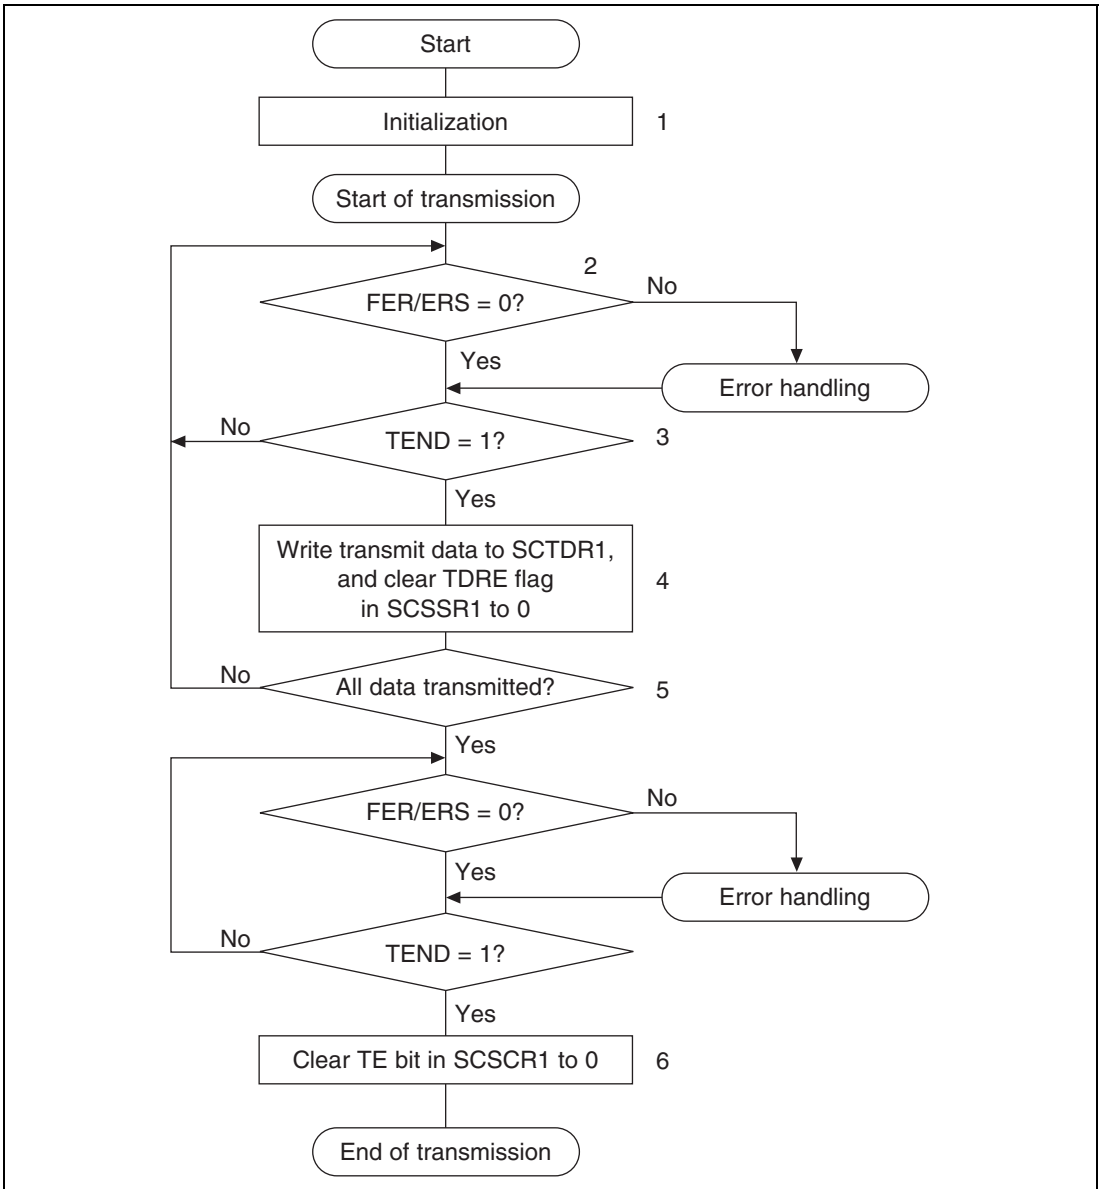 Start
Initialization 1
Start of transmission
2
FER/ERS = 0? No
Yes
Error handling
No TEND = 1? 3
Yes
Write transmit data to SCTDR1,
and clear TDRE flag
in SCSSR1 to 0
4
No All data transmitted? 5
Yes
FER/ERS = 0? No
Yes
Error handling
No TEND = 1?
Yes
Clear TE bit in SCSCR1 to 0 6
End of transmission